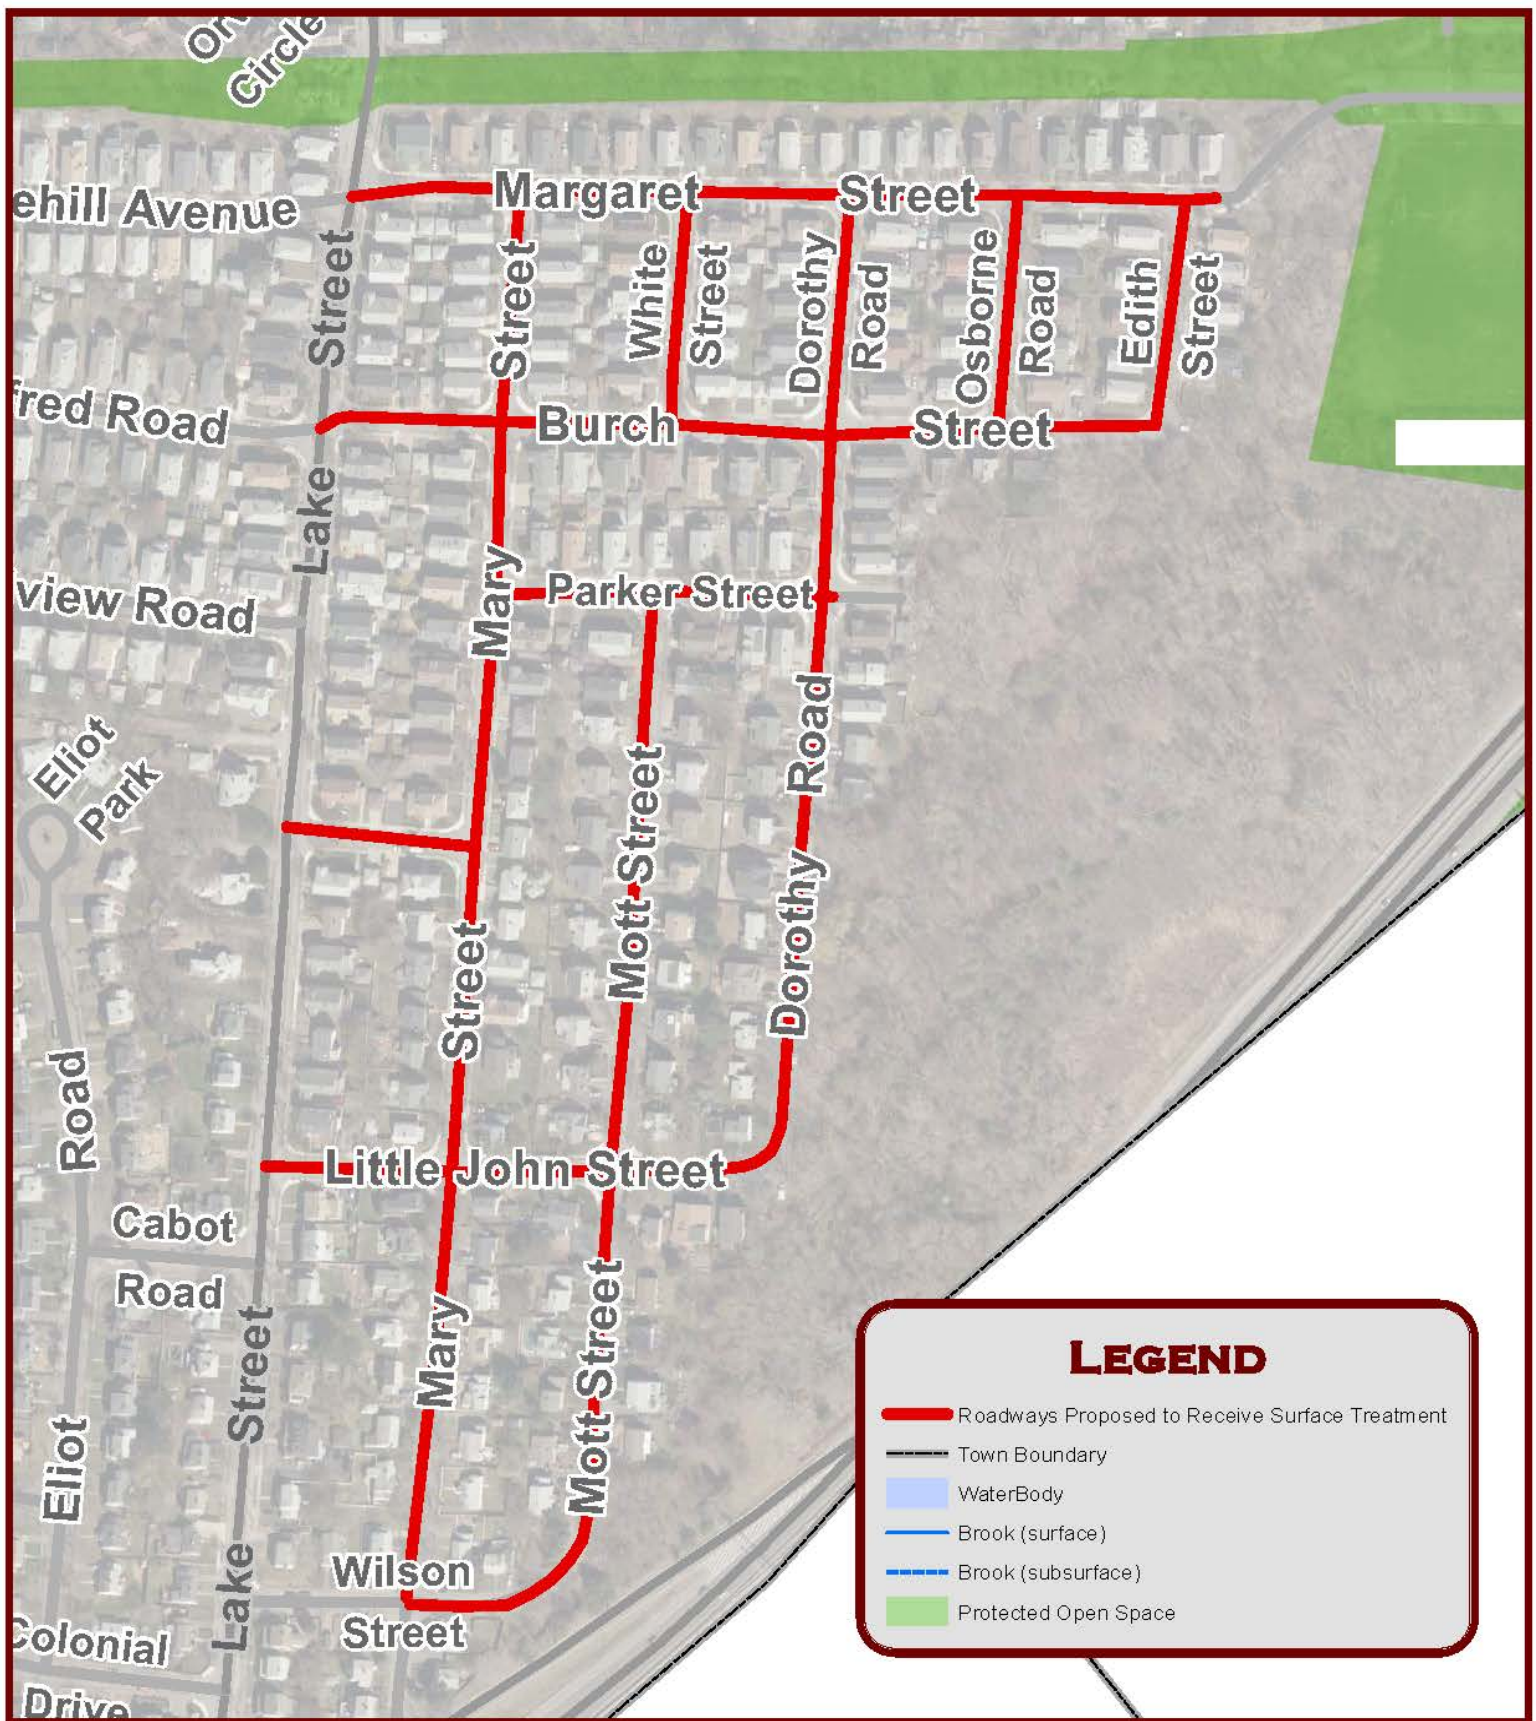 Circle
ehill Avenue
Margaret Street
Street
White
Street
Dorothy
Road
Osborne
Road
Edith
Street
Street
fred Road
Burch Street
Lake
Mary
Parker Street
view Road
Eliot
Park
Mott Street
Dorothy Road
Street
Road
Little John Street
Cabot
Road
Street
Mary
Mott Street
Eliot
Lake
Wilson
Street
Colonial
Drive
LEGEND
Roadways Proposed to Receive Surface Treatment
Town Boundary
WaterBody
Brook (surface)
Brook (subsurface)
Protected Open Space